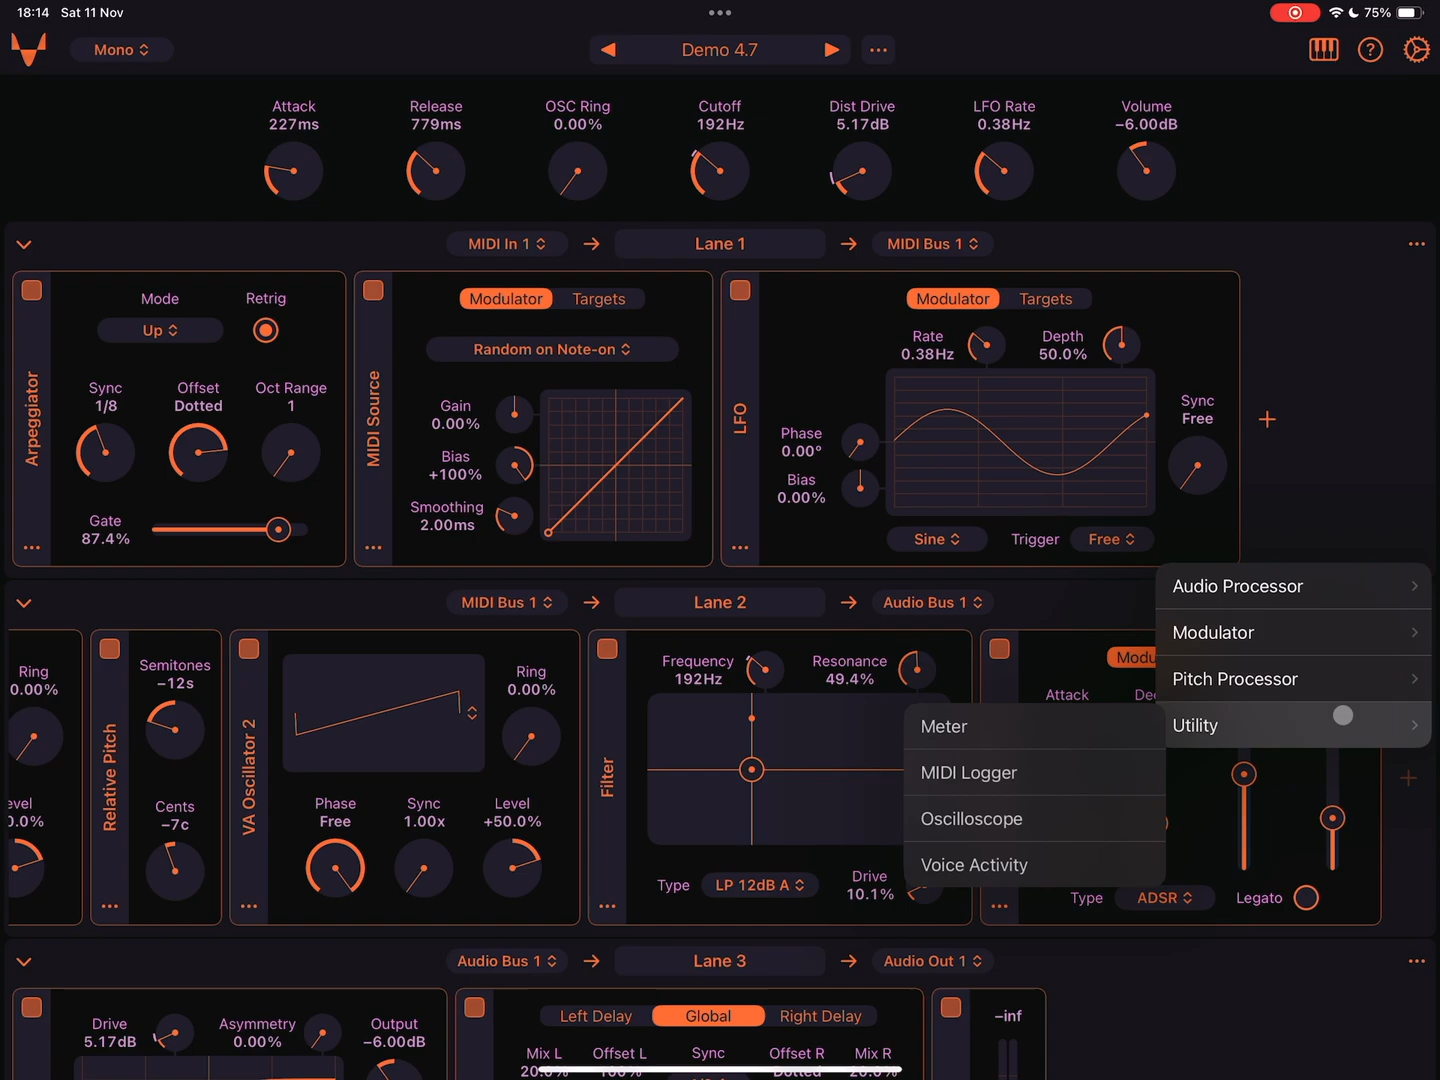 18:14 Sat 11 Nov
75%
Mono
Demo 4.7
Attack
227ms
Release
779ms
OSC Ring
0.00%
Cutoff
192Hz
Dist Drive
5.17dB
LFO Rate
0.38Hz
Volume
−6.00dB
MIDI In 1
Lane 1
MIDI Bus 1
Arpeggiator
Mode
Up
Retrig
Sync
1/8
Offset
Dotted
Oct Range
1
Gate
87.4%
MIDI Source
Modulator Targets
Random on Note-on
Gain
0.00%
Bias
+100%
Smoothing
2.00ms
LFO
Modulator Targets
Rate
0.38Hz
Depth
50.0%
Phase
0.00°
Bias
0.00%
Sync
Free
Sine
Trigger
Free
MIDI Bus 1
Lane 2
Audio Bus 1
Audio Processor
Modulator
Pitch Processor
Utility
Meter
MIDI Logger
Oscilloscope
Voice Activity
Ring
0.00%
Relative Pitch
Semitones
−12s
Cents
−7c
VA Oscillator 2
Ring
0.00%
Phase
Free
Sync
1.00x
Level
+50.0%
Filter
Frequency
192Hz
Resonance
49.4%
Type
LP 12dB A
Drive
10.1%
Attack
Type
ADSR
Legato
Audio Bus 1
Lane 3
Audio Out 1
Drive
5.17dB
Asymmetry
0.00%
Output
−6.00dB
Left Delay
Global
Right Delay
Mix L
Offset L
Sync
Offset R
Mix R
−inf